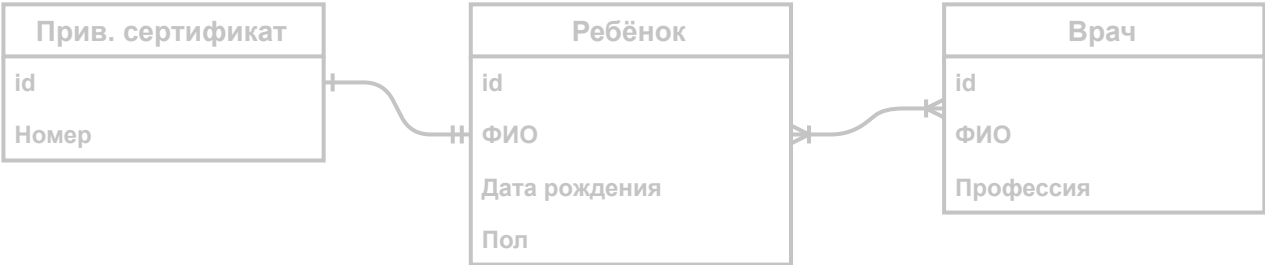 Прив. сертификат
id
Номер
Ребёнок
id
ФИО
Дата рождения
Пол
Врач
id
ФИО
Профессия